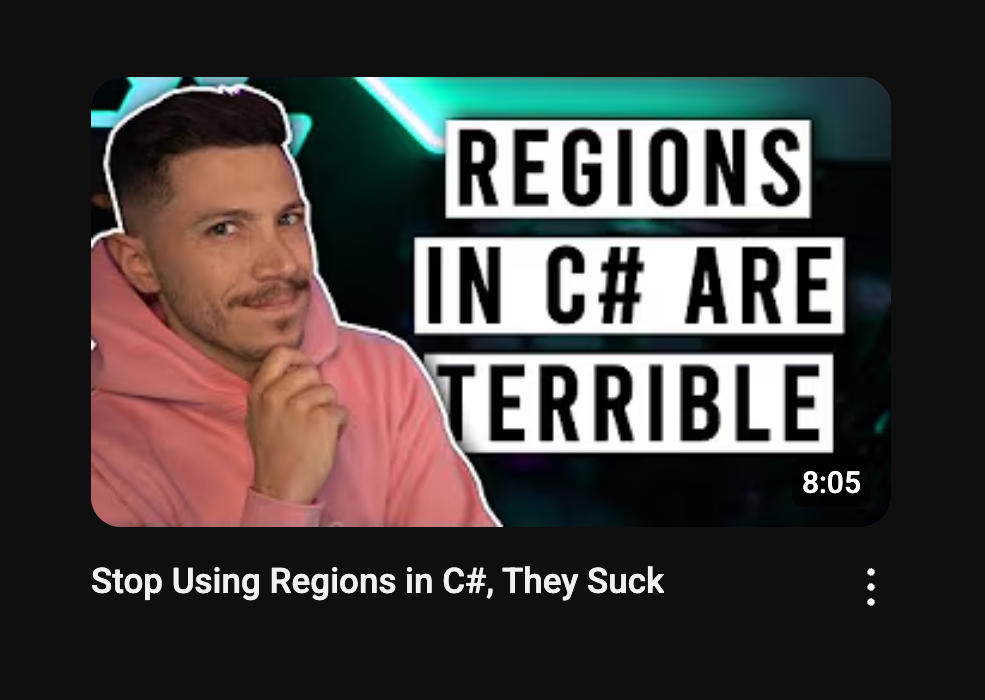 REGIONS
IN C# ARE
TERRIBLE
8:05
Stop Using Regions in C#, They Suck